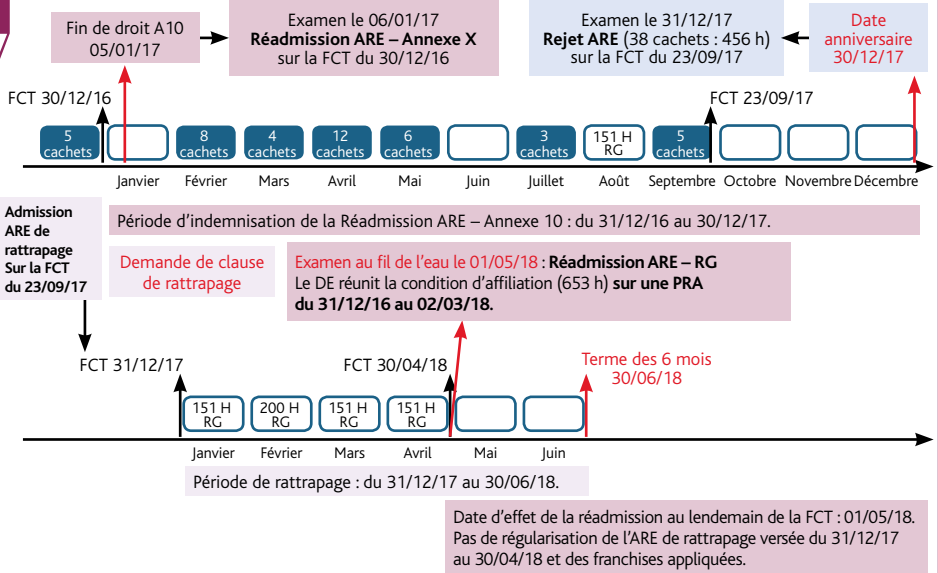 Fin de droit A10
05/01/17
Examen le 06/01/17
Réadmission ARE – Annexe X
sur la FCT du 30/12/16
Examen le 31/12/17
Rejet ARE (38 cachets : 456 h)
sur la FCT du 23/09/17
Date
anniversaire
30/12/17
FCT 30/12/16
FCT 23/09/17
5
cachets
8
cachets
4
cachets
12
cachets
6
cachets
3
cachets
151 H
RG
5
cachets
Janvier
Février
Mars
Avril
Mai
Juin
Juillet
Août
Septembre
Octobre
Novembre
Décembre
Admission
ARE de
rattrapage
Sur la FCT
du 23/09/17
Période d'indemnisation de la Réadmission ARE – Annexe 10 : du 31/12/16 au 30/12/17.
Demande de clause
de rattrapage
Examen au fil de l'eau le 01/05/18 : Réadmission ARE – RG
Le DE réunit la condition d'affiliation (653 h) sur une PRA
du 31/12/16 au 02/03/18.
FCT 31/12/17
FCT 30/04/18
Terme des 6 mois
30/06/18
151 H
RG
200 H
RG
151 H
RG
151 H
RG
Janvier
Février
Mars
Avril
Mai
Juin
Période de rattrapage : du 31/12/17 au 30/06/18.
Date d'effet de la réadmission au lendemain de la FCT : 01/05/18.
Pas de régularisation de l'ARE de rattrapage versée du 31/12/17
au 30/04/18 et des franchises appliquées.